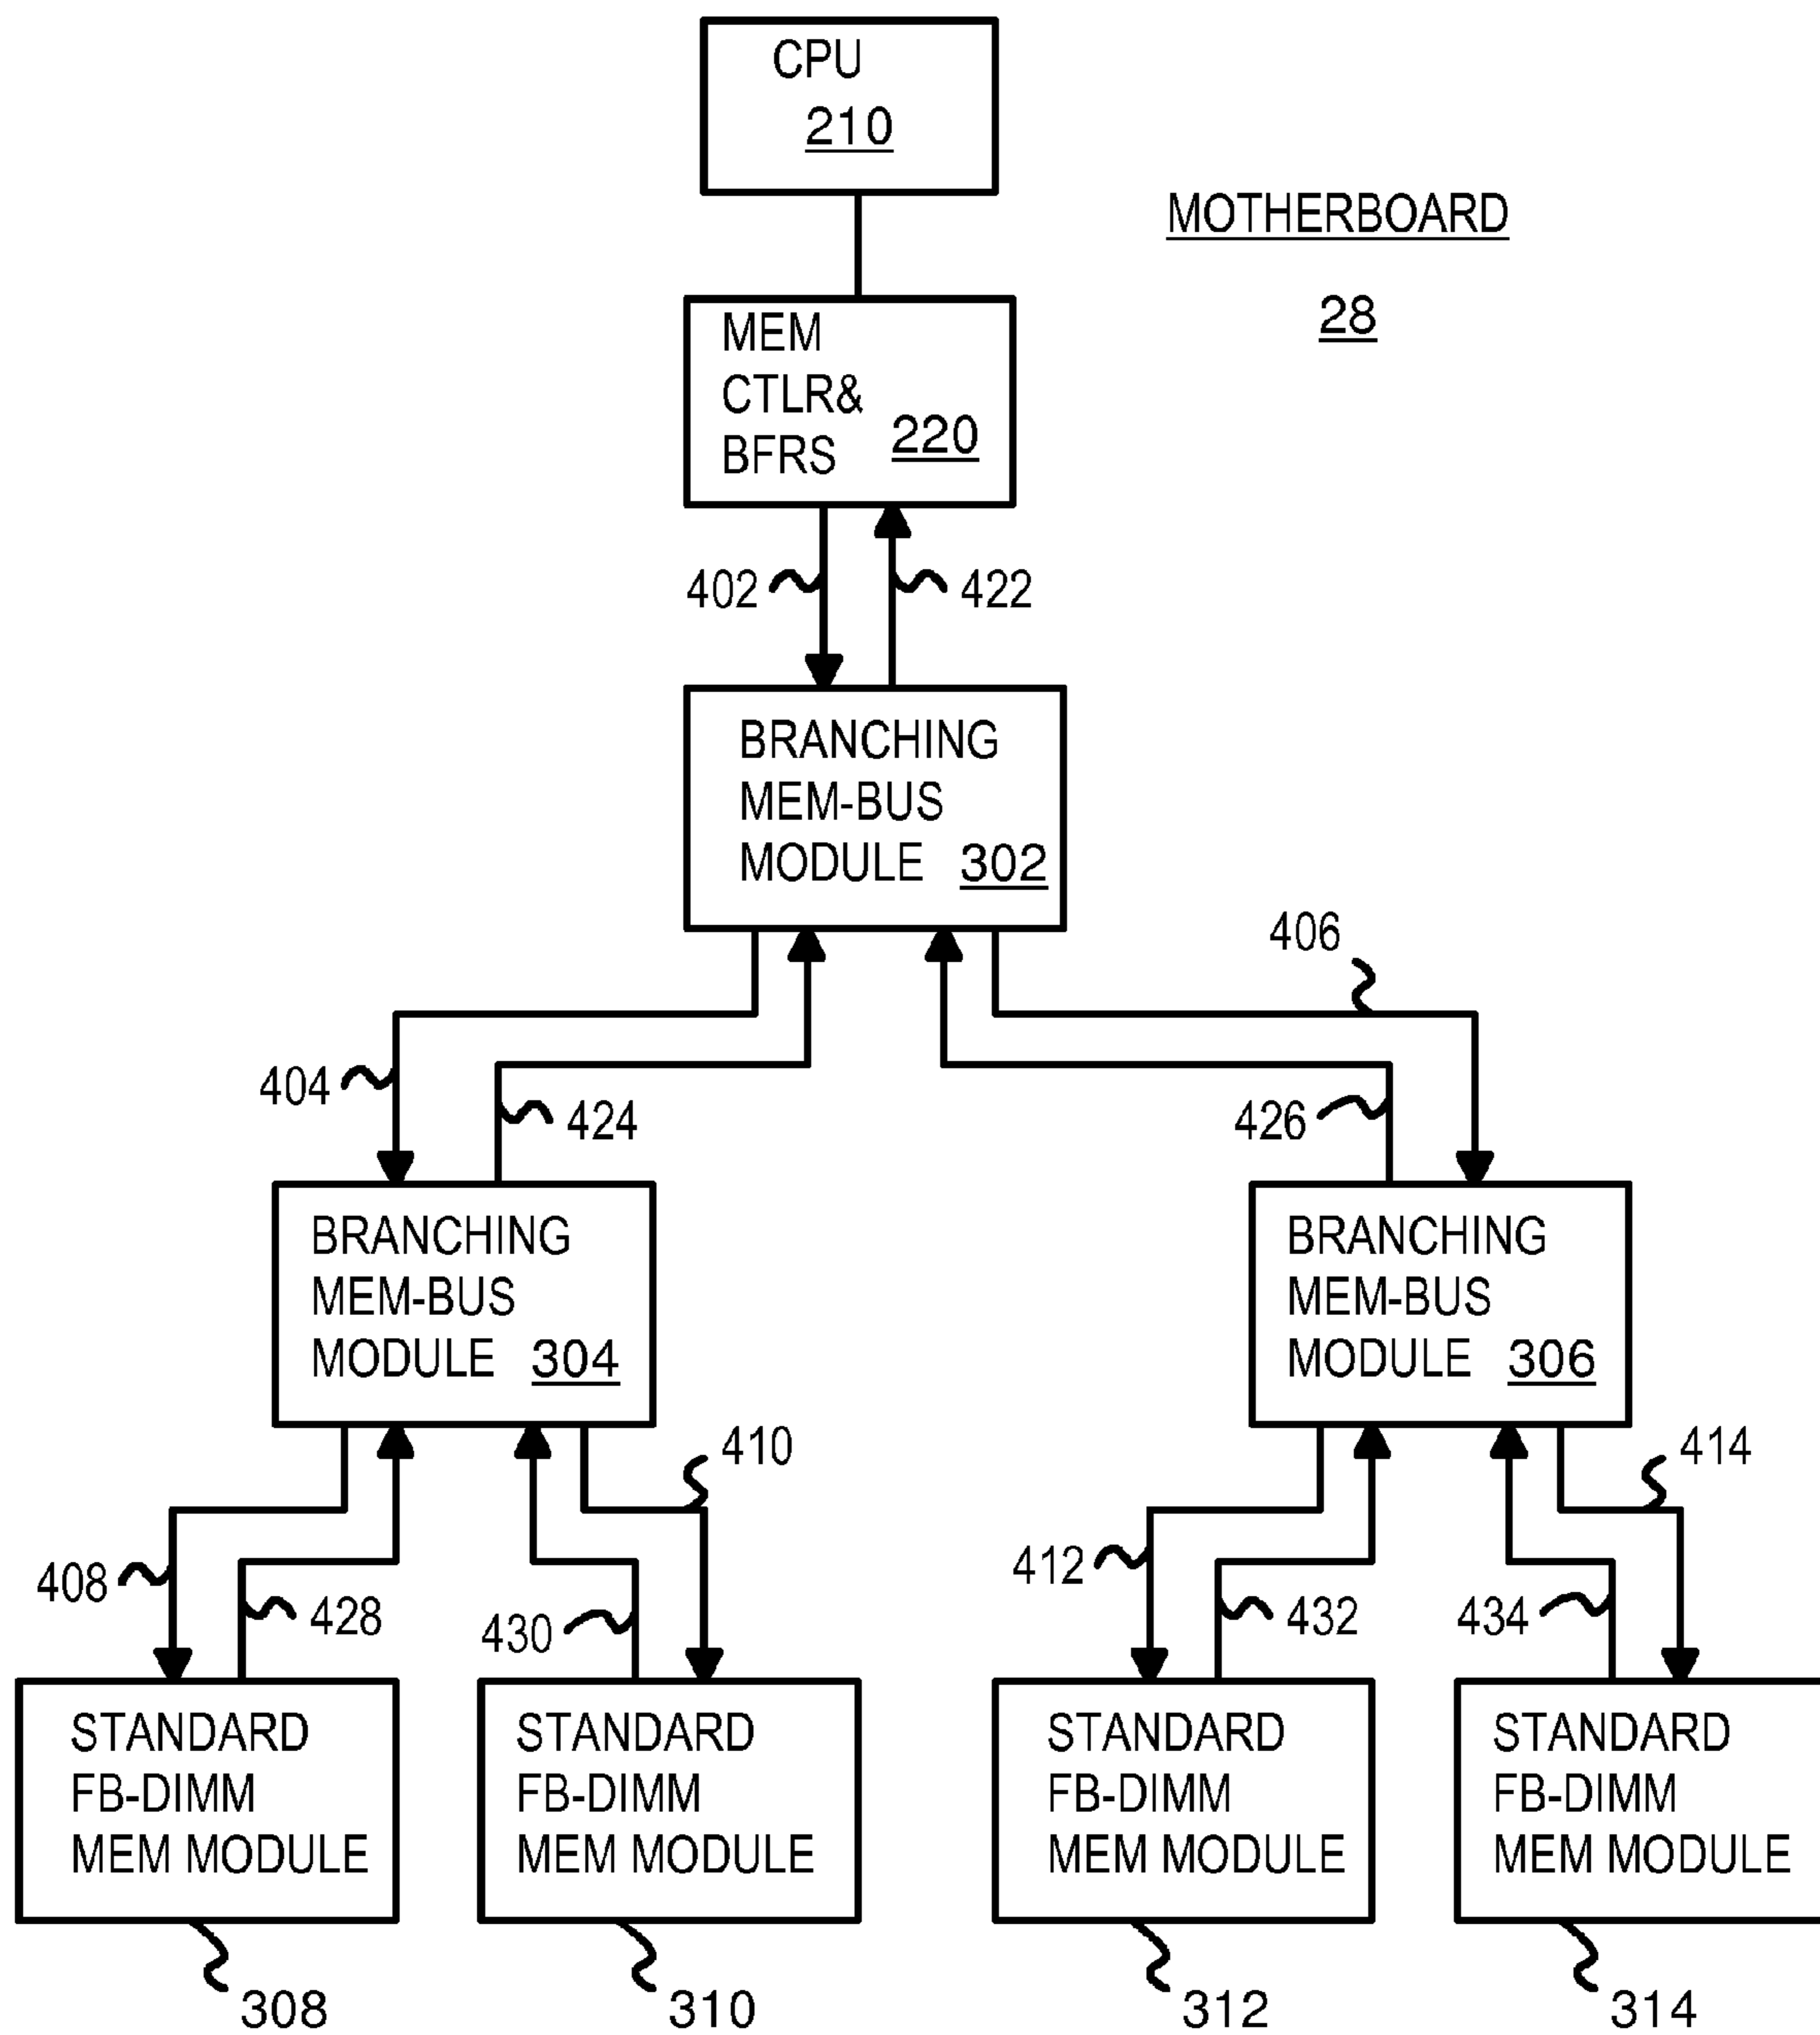 CPU
210
MOTHERBOARD
28
MEM
CTLR&
BFRS 220
402
422
BRANCHING
MEM-BUS
MODULE 302
406
404
424
426
BRANCHING
MEM-BUS
MODULE 304
BRANCHING
MEM-BUS
MODULE 306
410
414
408
428
430
412
432
434
STANDARD
FB-DIMM
MEM MODULE
STANDARD
FB-DIMM
MEM MODULE
STANDARD
FB-DIMM
MEM MODULE
STANDARD
FB-DIMM
MEM MODULE
308
310
312
314